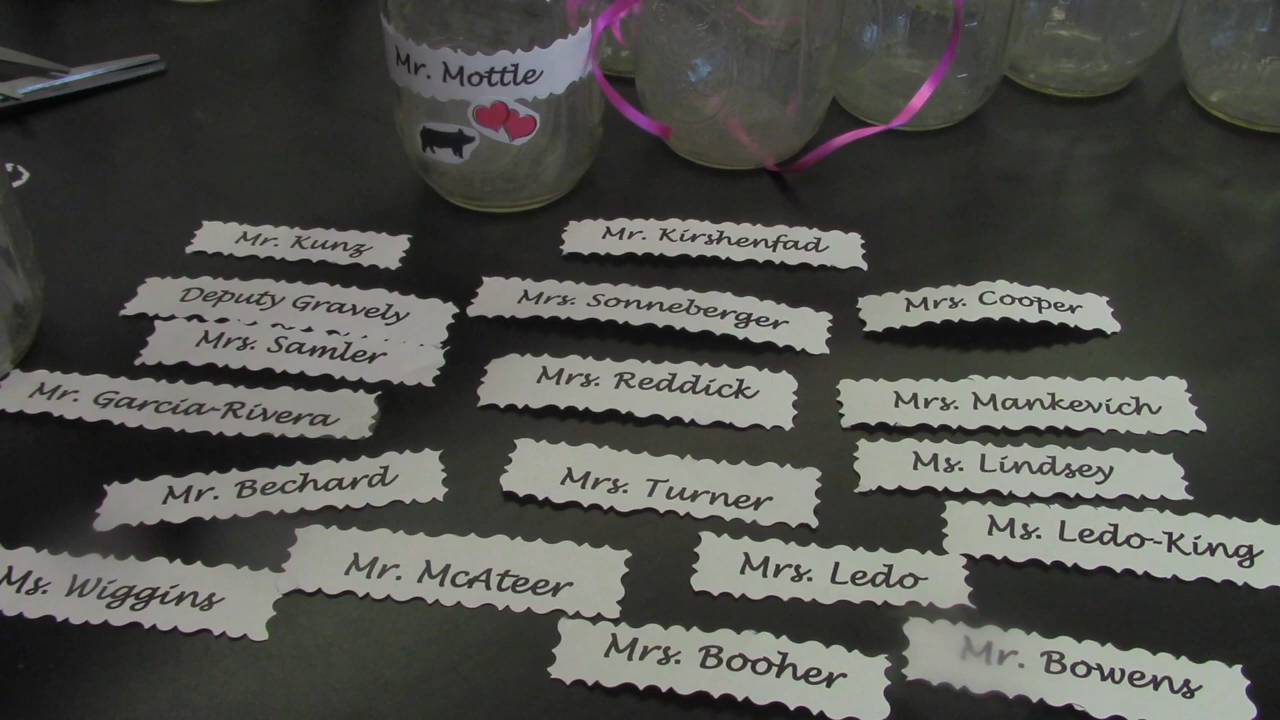 Mr. Mottle
Mr. Kunz
Mr. Kirshenfad
Deputy Gravely
Mrs. Sonneberger
Mrs. Cooper
Mrs. Samler
Mrs. Reddick
Mr. Garcia-Rivera
Mrs. Mankevich
Mr. Bechard
Mrs. Turner
Ms. Lindsey
Ms. Ledo-King
Ms. Wiggins
Mr. McAteer
Mrs. Ledo
Mrs. Booher
Mr. Bowens